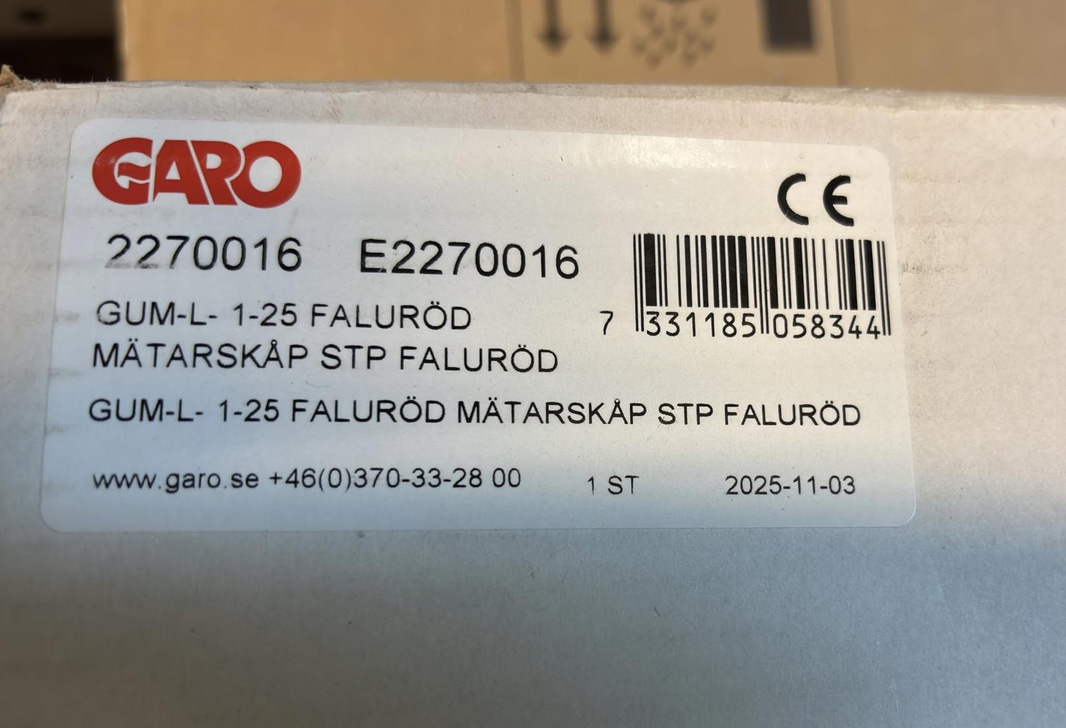 GARO
CE
2270016 E2270016
7 331185 058344
GUM-L- 1-25 FALURÖD
MÄTARSKÅP STP FALURÖD
GUM-L- 1-25 FALURÖD MÄTARSKÅP STP FALURÖD
www.garo.se +46(0)370-33-28 00 1 ST 2025-11-03